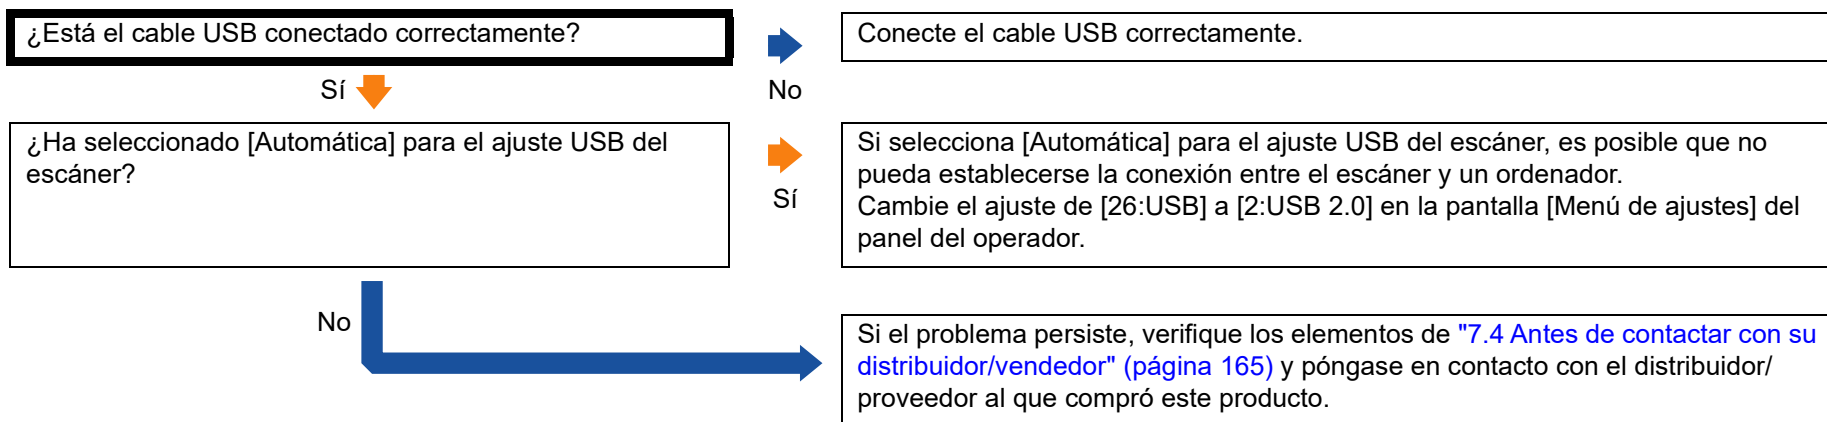 ¿Está el cable USB conectado correctamente?
Conecte el cable USB correctamente.
Sí
No
¿Ha seleccionado [Automática] para el ajuste USB del
escáner?
Sí
Si selecciona [Automática] para el ajuste USB del escáner, es posible que no
pueda establecerse la conexión entre el escáner y un ordenador.
Cambie el ajuste de [26:USB] a [2:USB 2.0] en la pantalla [Menú de ajustes] del
panel del operador.
No
Si el problema persiste, verifique los elementos de "7.4 Antes de contactar con su
distribuidor/vendedor" (página 165) y póngase en contacto con el distribuidor/
proveedor al que compró este producto.